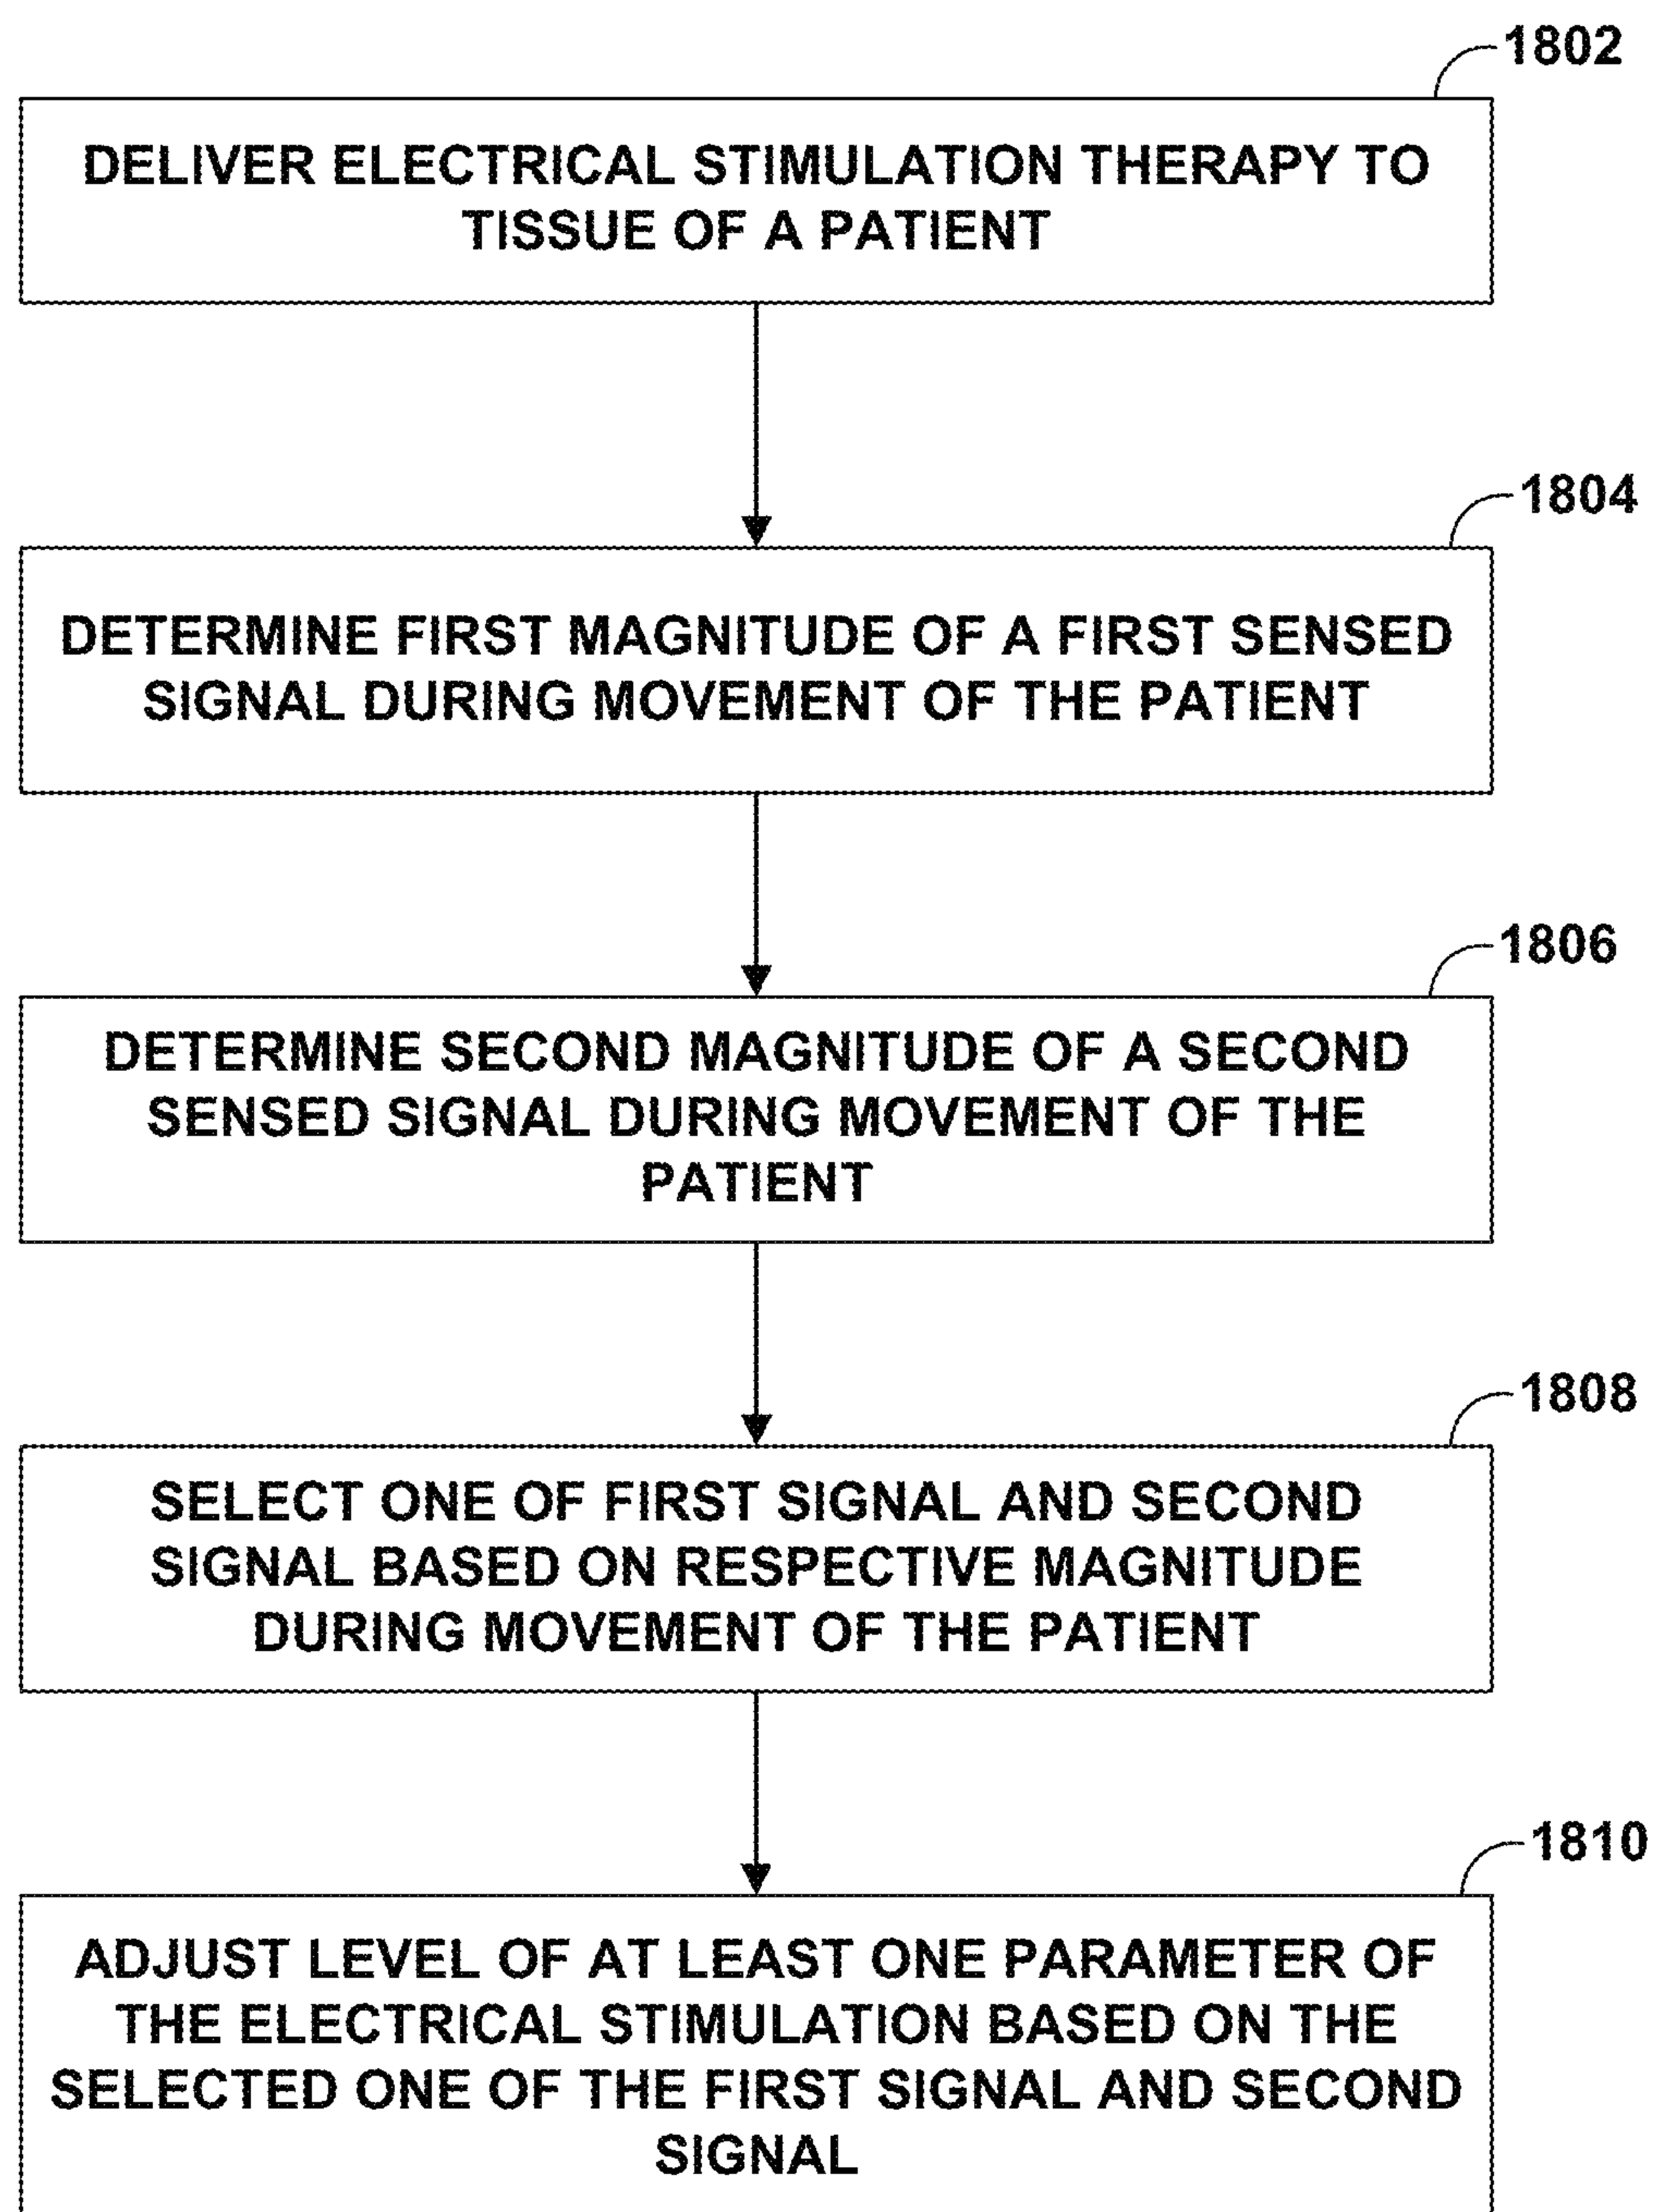 1802
DELIVER ELECTRICAL STIMULATION THERAPY TO
TISSUE OF A PATIENT
1804
DETERMINE FIRST MAGNITUDE OF A FIRST SENSED
SIGNAL DURING MOVEMENT OF THE PATIENT
1806
DETERMINE SECOND MAGNITUDE OF A SECOND
SENSED SIGNAL DURING MOVEMENT OF THE
PATIENT
1808
SELECT ONE OF FIRST SIGNAL AND SECOND
SIGNAL BASED ON RESPECTIVE MAGNITUDE
DURING MOVEMENT OF THE PATIENT
1810
ADJUST LEVEL OF AT LEAST ONE PARAMETER OF
THE ELECTRICAL STIMULATION BASED ON THE
SELECTED ONE OF THE FIRST SIGNAL AND SECOND
SIGNAL